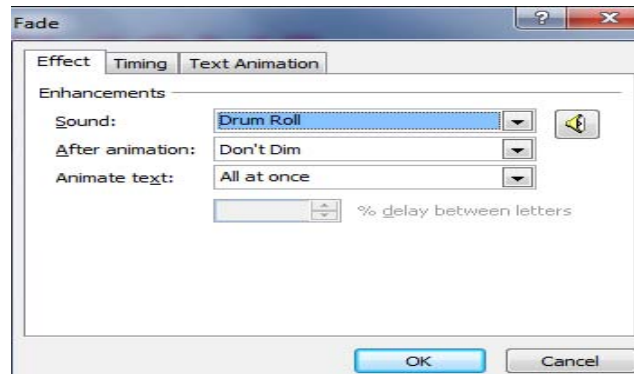 Fade
Effect Timing Text Animation
Enhancements
Sound: Drum Roll
After animation: Don't Dim
Animate text: All at once
% delay between letters
OK Cancel